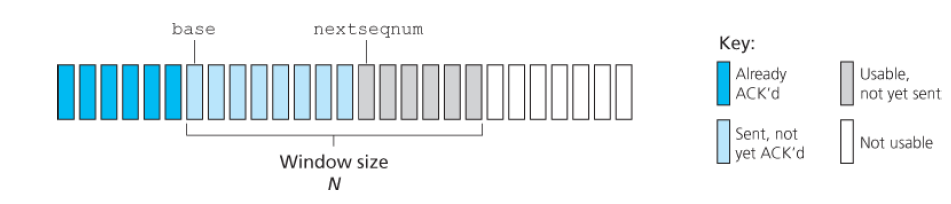 base
nextseqnum
Window size
N
Key:
Already
ACK'd
Usable,
not yet sent
Sent, not
yet ACK'd
Not usable